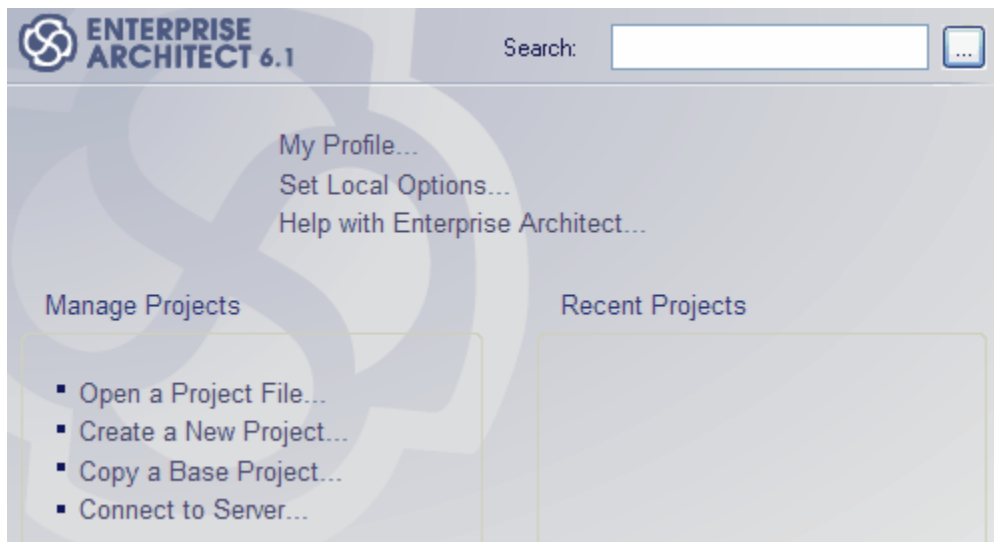 ENTERPRISE
ARCHITECT 6.1
Search:
...
My Profile...
Set Local Options...
Help with Enterprise Architect...
Manage Projects
Recent Projects
Open a Project File...
Create a New Project...
Copy a Base Project...
Connect to Server...